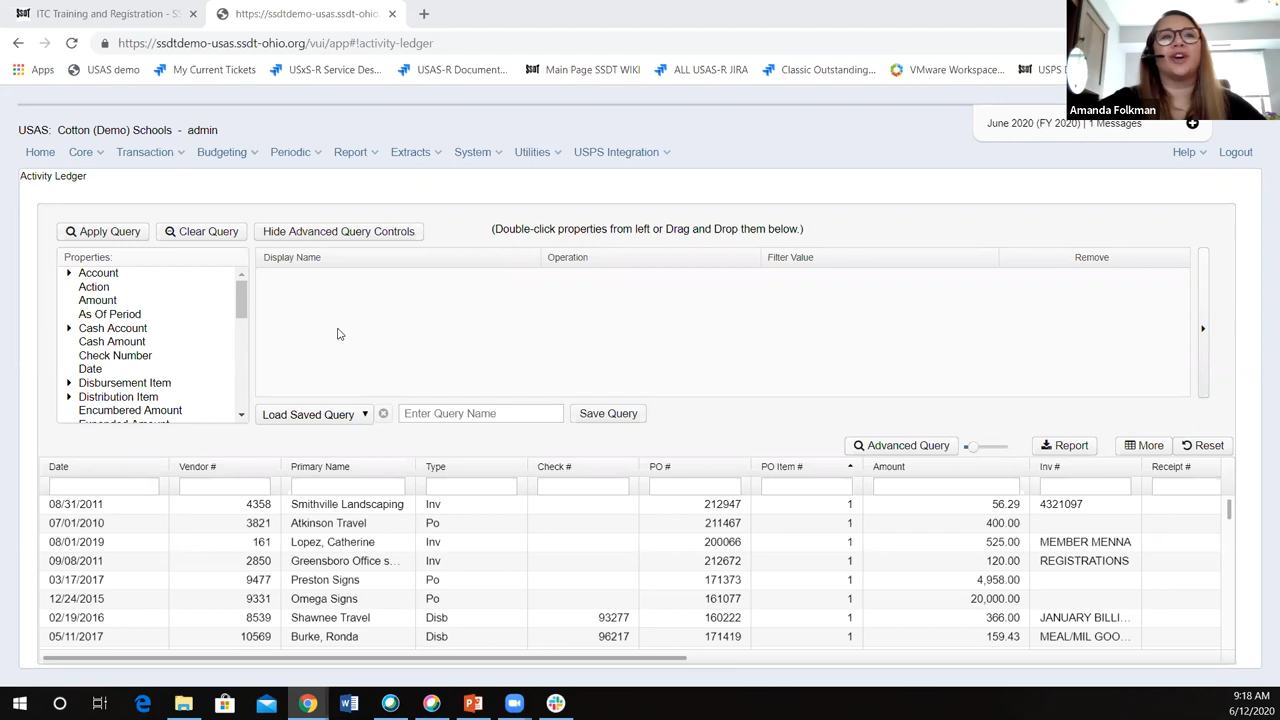 ITC Training and Registration - SS
https://ssdtdemo-usas.ssdt-ohio.
https://ssdtdemo-usas.ssdt-ohio.org/vui/app#!activity-ledger
Apps USAS demo My Current Tickets USxS-R Service Des... USAS-R Document... Main Page SSDT WIKI ALL USAS-R JIRA Classic Outstanding... VMware Workspace... USPS
Amanda Folkman
USAS: Cotton (Demo) Schools - admin
June 2020 (FY 2020) | 1 Messages
Home Core Transaction Budgeting Periodic Report Extracts System Utilities USPS Integration Help Logout
Activity Ledger
Apply Query Clear Query Hide Advanced Query Controls (Double-click properties from left or Drag and Drop them below.)
Properties:
Account
Action
Amount
As Of Period
Cash Account
Cash Amount
Check Number
Date
Disbursement Item
Distribution Item
Encumbered Amount
Expended Amount
Display Name Operation Filter Value Remove
Load Saved Query Enter Query Name Save Query
Advanced Query Report More Reset
Date Vendor # Primary Name Type Check # PO # PO Item # Amount Inv # Receipt #
08/31/2011 4358 Smithville Landscaping Inv 212947 1 56.29 4321097
07/01/2010 3821 Atkinson Travel Po 211467 1 400.00
08/01/2019 161 Lopez, Catherine Inv 200066 1 525.00 MEMBER MENNA
09/08/2011 2850 Greensboro Office s... Inv 212672 1 120.00 REGISTRATIONS
03/17/2017 9477 Preston Signs Po 171373 1 4,958.00
12/24/2015 9331 Omega Signs Po 161077 1 20,000.00
02/19/2016 8539 Shawnee Travel Disb 93277 160222 1 366.00 JANUARY BILLI...
05/11/2017 10569 Burke, Ronda Disb 96217 171419 1 159.43 MEAL/MIL GOO...
9:18 AM
6/12/2020